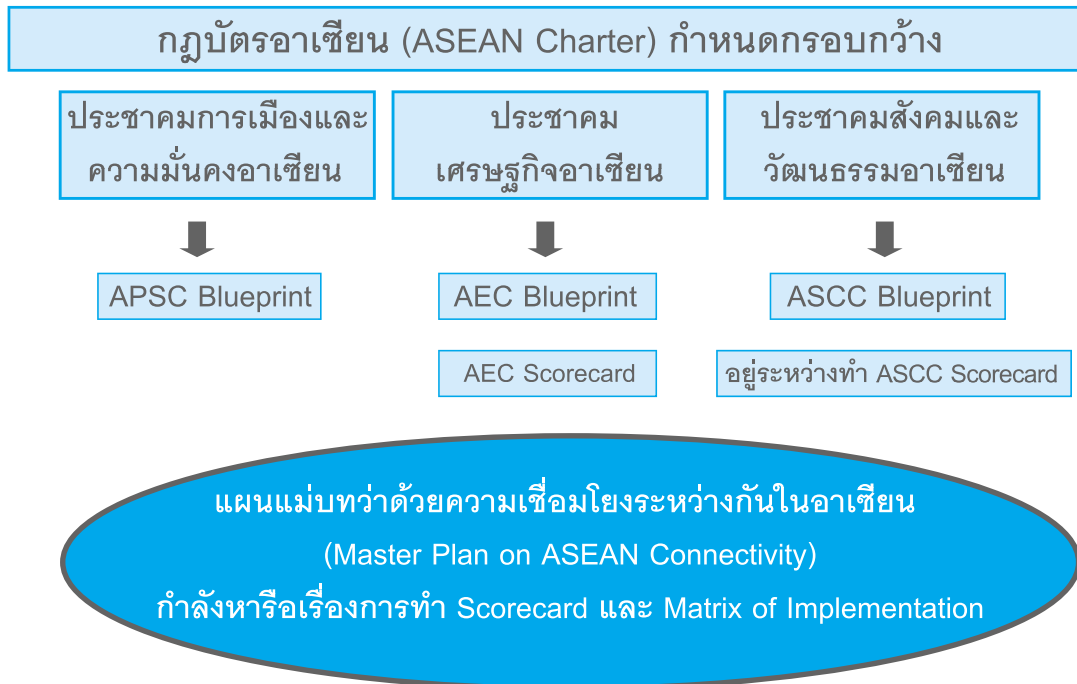 กฎบัตรอาเซียน (ASEAN Charter) กำหนดกรอบกว้าง
ประชาคมการเมืองและ
ความมั่นคงอาเซียน
ประชาคม
เศรษฐกิจอาเซียน
ประชาคมสังคมและ
วัฒนธรรมอาเซียน
APSC Blueprint
AEC Blueprint
ASCC Blueprint
AEC Scorecard
อยู่ระหว่างทำ ASCC Scorecard
แผนแม่บทว่าด้วยความเชื่อมโยงระหว่างกันในอาเซียน
(Master Plan on ASEAN Connectivity)
กำลังหารือเรื่องการทำ Scorecard และ Matrix of Implementation